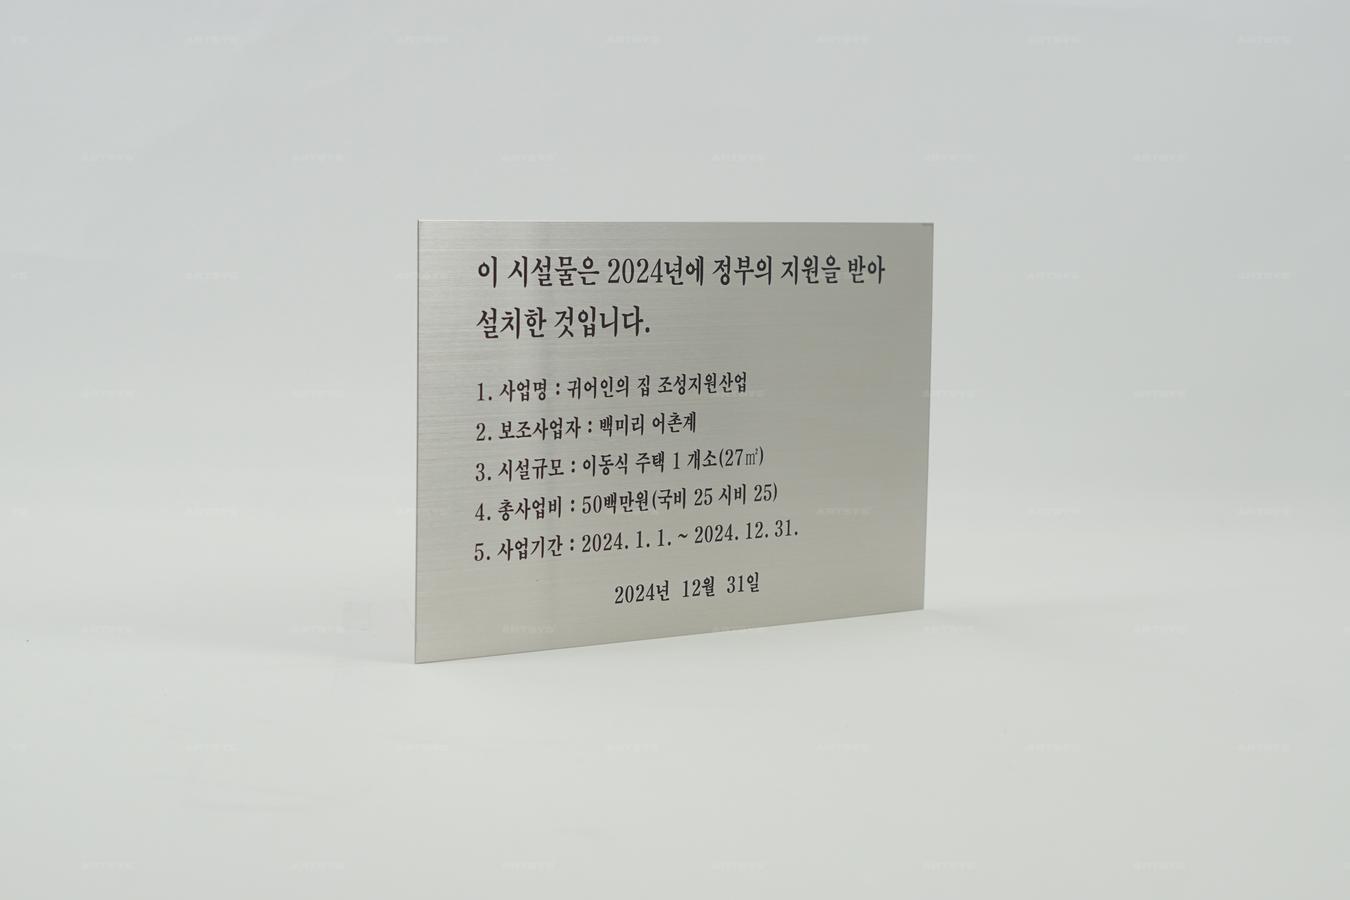 이 시설물은 2024년에 정부의 지원을 받아
설치한 것입니다.
1. 사업명 : 귀어인의 집 조성지원산업
2. 보조사업자 : 백미리 어촌계
3. 시설규모 : 이동식 주택 1 개소(27㎡)
4. 총사업비 : 50백만원(국비 25 시비 25)
5. 사업기간 : 2024. 1. 1. ~ 2024. 12. 31.
2024년 12월 31일